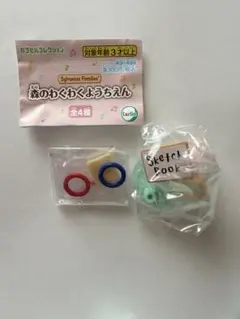 カプセルコレクション
対象年齢3才以上
Sylvanian Families
森のわくわくようちえん
全4種
Sketch
Book